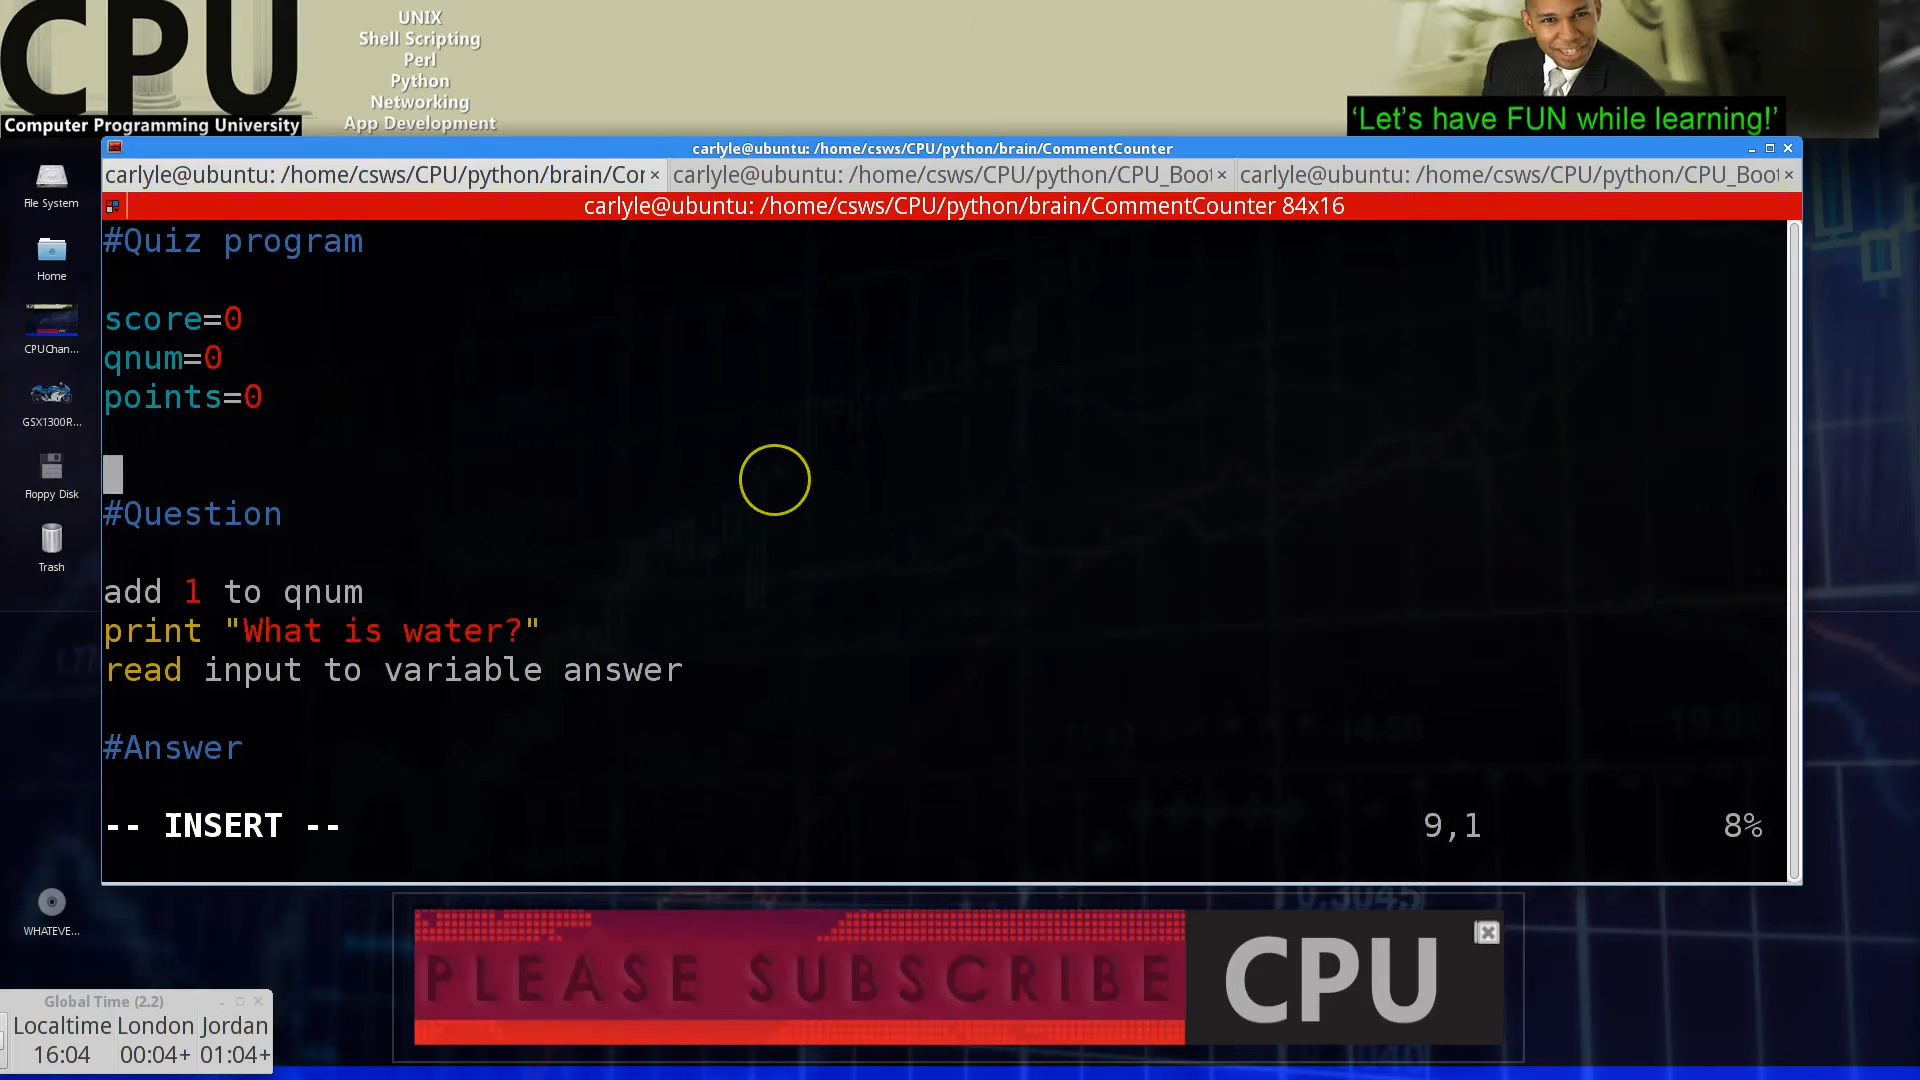 CPU
Computer Programming University
UNIX
Shell Scripting
Perl
Python
Networking
App Development
'Let's have FUN while learning!'
carlyle@ubuntu: /home/csws/CPU/python/brain/CommentCounter
carlyle@ubuntu: /home/csws/CPU/python/brain/Cor
carlyle@ubuntu: /home/csws/CPU/python/CPU_Boot
carlyle@ubuntu: /home/csws/CPU/python/CPU_Boot
carlyle@ubuntu: /home/csws/CPU/python/brain/CommentCounter 84x16
File System
Home
CPUChan...
GSX1300R...
Floppy Disk
Trash
WHATEVE...
#Quiz program
score=0
qnum=0
points=0
#Question
add 1 to qnum
print "What is water?"
read input to variable answer
#Answer
-- INSERT --
9,1
8%
PLEASE SUBSCRIBE
CPU
Global Time (2.2)
Localtime London Jordan
16:04 00:04+ 01:04+